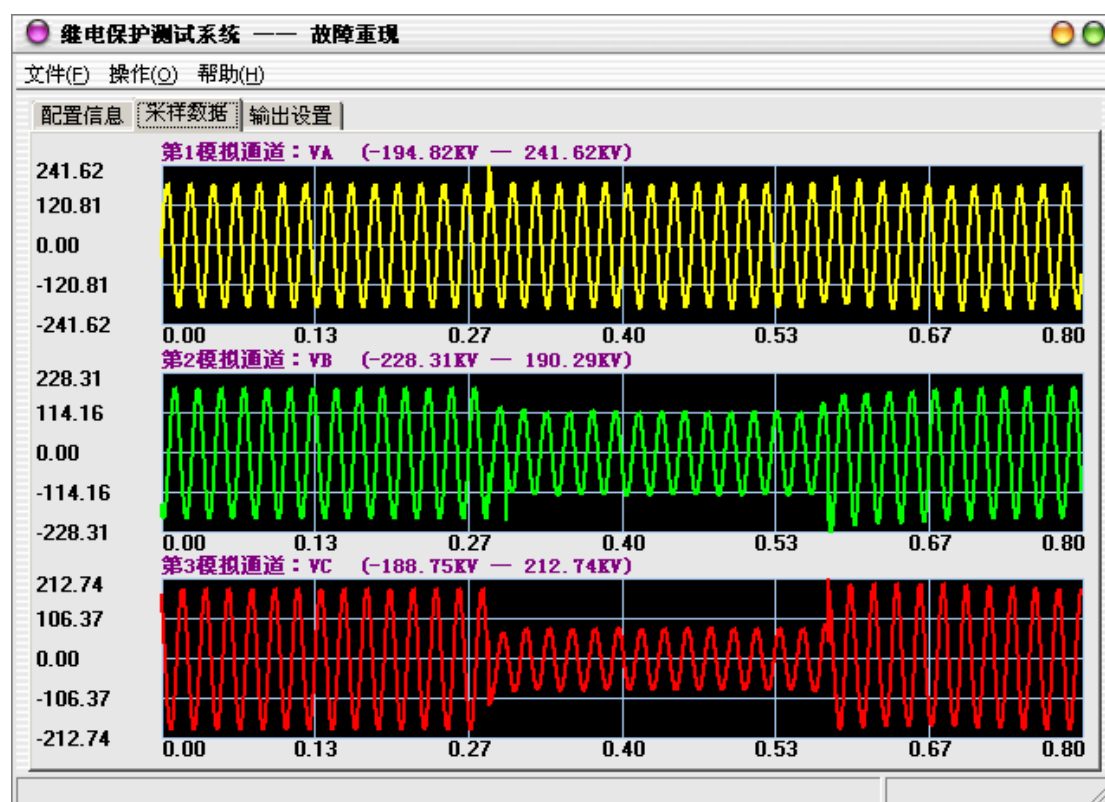 继电保护测试系统 —— 故障重现
文件(F) 操作(O) 帮助(H)
配置信息 采样数据 输出设置
第1模拟通道：VA (-194.82KV — 241.62KV)
241.62
120.81
0.00
-120.81
-241.62
0.00 0.13 0.27 0.40 0.53 0.67 0.80
第2模拟通道：VB (-228.31KV — 190.29KV)
228.31
114.16
0.00
-114.16
-228.31
0.00 0.13 0.27 0.40 0.53 0.67 0.80
第3模拟通道：VC (-188.75KV — 212.74KV)
212.74
106.37
0.00
-106.37
-212.74
0.00 0.13 0.27 0.40 0.53 0.67 0.80